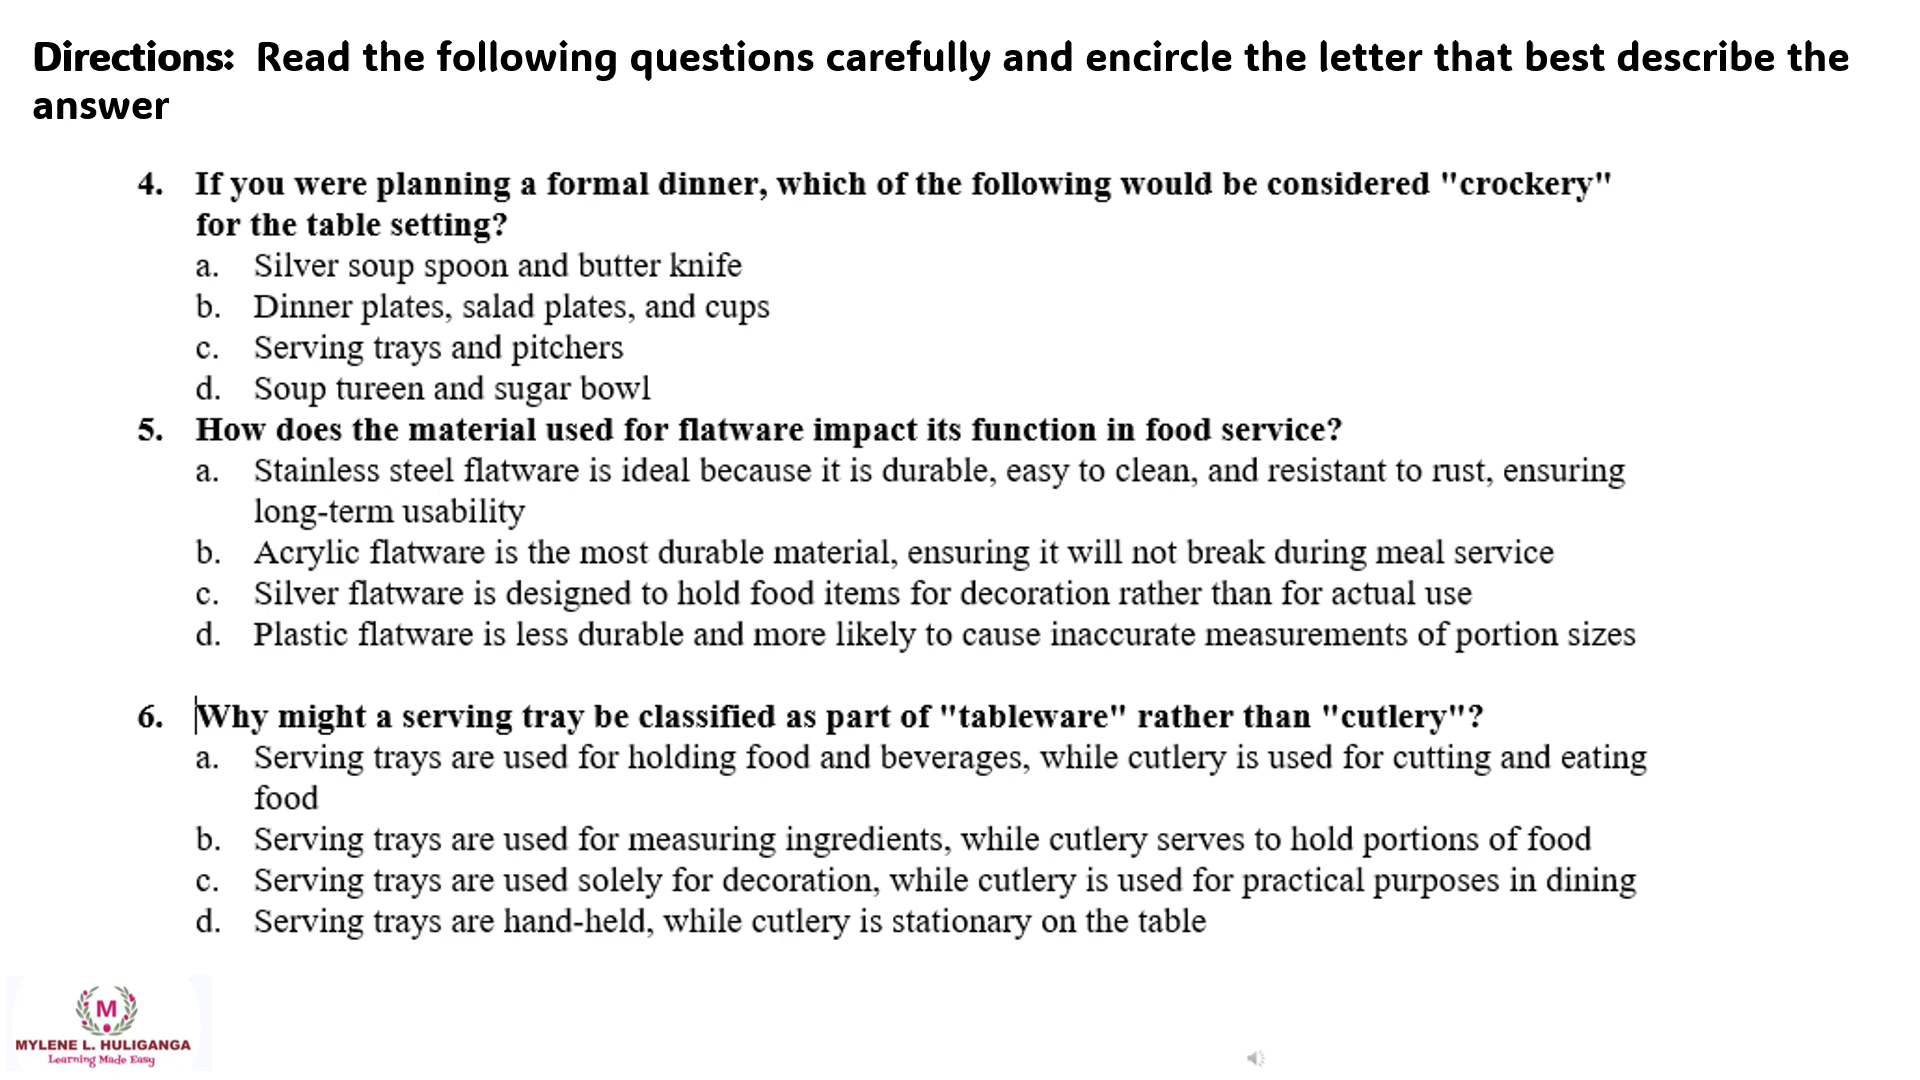 Directions: Read the following questions carefully and encircle the letter that best describe the
answer
4. If you were planning a formal dinner, which of the following would be considered "crockery"
for the table setting?
a. Silver soup spoon and butter knife
b. Dinner plates, salad plates, and cups
c. Serving trays and pitchers
d. Soup tureen and sugar bowl
5. How does the material used for flatware impact its function in food service?
a. Stainless steel flatware is ideal because it is durable, easy to clean, and resistant to rust, ensuring
long-term usability
b. Acrylic flatware is the most durable material, ensuring it will not break during meal service
c. Silver flatware is designed to hold food items for decoration rather than for actual use
d. Plastic flatware is less durable and more likely to cause inaccurate measurements of portion sizes
6. Why might a serving tray be classified as part of "tableware" rather than "cutlery"?
a. Serving trays are used for holding food and beverages, while cutlery is used for cutting and eating
food
b. Serving trays are used for measuring ingredients, while cutlery serves to hold portions of food
c. Serving trays are used solely for decoration, while cutlery is used for practical purposes in dining
d. Serving trays are hand-held, while cutlery is stationary on the table
M
MYLENE L. HULIGANGA
Learning Made Easy